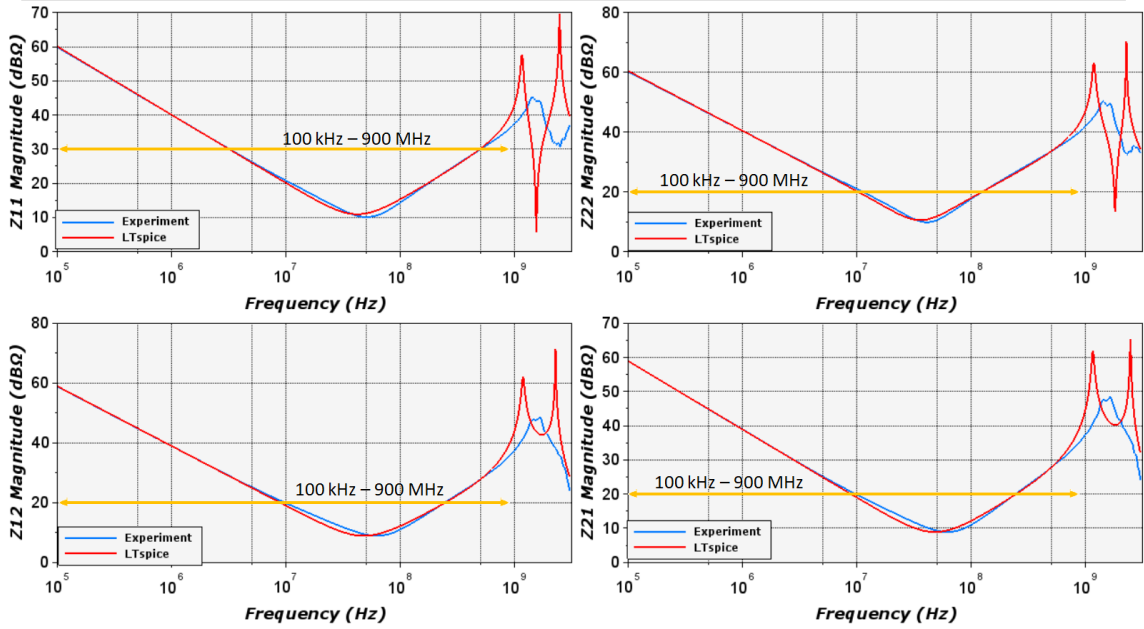 Z11 Magnitude (dBΩ)
70
60
50
40
30
20
10
0
100 kHz – 900 MHz
Experiment
LTspice
10^5
10^6
10^7
10^8
10^9
Frequency (Hz)
Z22 Magnitude (dBΩ)
80
60
40
20
0
100 kHz – 900 MHz
Experiment
LTspice
10^5
10^6
10^7
10^8
10^9
Frequency (Hz)
Z12 Magnitude (dBΩ)
80
60
40
20
0
100 kHz – 900 MHz
Experiment
LTspice
10^5
10^6
10^7
10^8
10^9
Frequency (Hz)
Z21 Magnitude (dBΩ)
70
60
50
40
30
20
10
0
100 kHz – 900 MHz
Experiment
LTspice
10^5
10^6
10^7
10^8
10^9
Frequency (Hz)